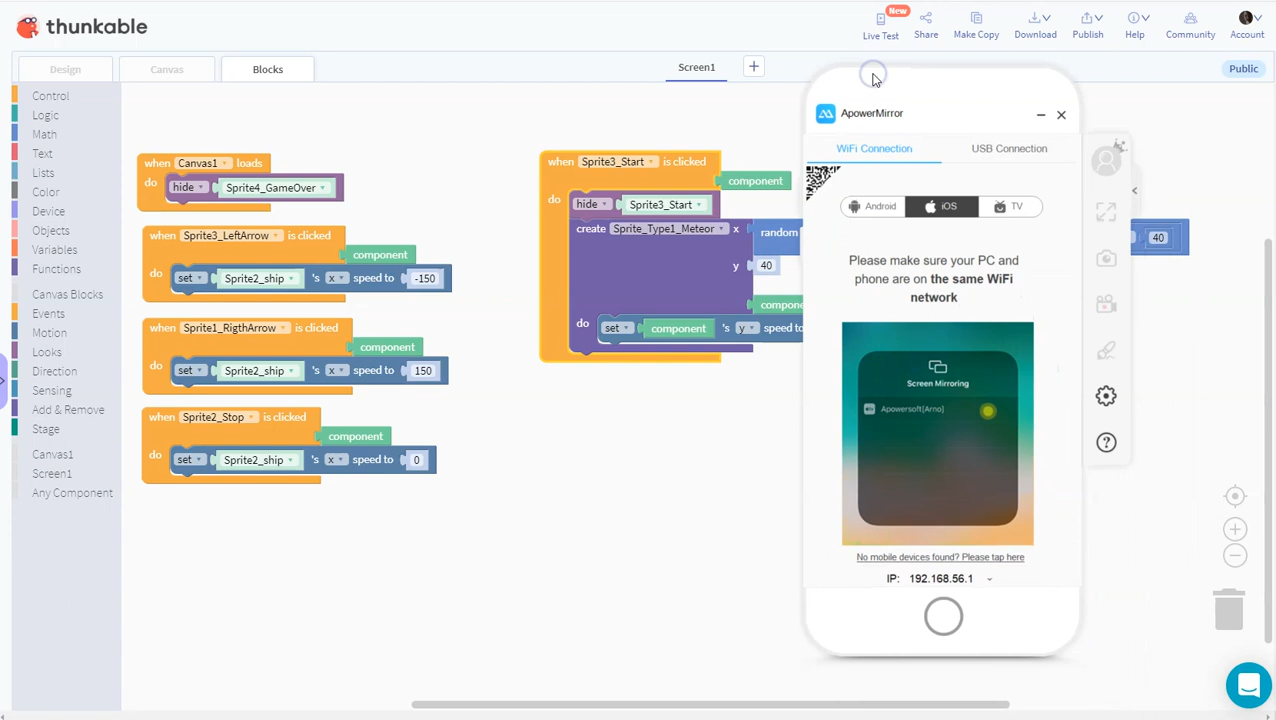 thunkable
New
Live Test
Share
Make Copy
Download
Publish
Help
Community
Account
Design
Canvas
Blocks
Screen1
+
Public
Control
Logic
Math
Text
Lists
Color
Device
Objects
Variables
Functions
Canvas Blocks
Events
Motion
Looks
Direction
Sensing
Add & Remove
Stage
Canvas1
Screen1
Any Component
when Canvas1 loads
do hide Sprite4_GameOver
when Sprite3_LeftArrow is clicked
component
do set Sprite2_ship 's x speed to -150
when Sprite1_RigthArrow is clicked
component
do set Sprite2_ship 's x speed to 150
when Sprite2_Stop is clicked
component
do set Sprite2_ship 's x speed to 0
when Sprite3_Start is clicked
component
do hide Sprite3_Start
create Sprite_Type1_Meteor x random
y 40
do set component 's y speed to
40
ApowerMirror
WiFi Connection
USB Connection
Android
iOS
TV
Please make sure your PC and
phone are on the same WiFi
network
Screen Mirroring
Apowersoft[Arno]
No mobile devices found? Please tap here
IP: 192.168.56.1